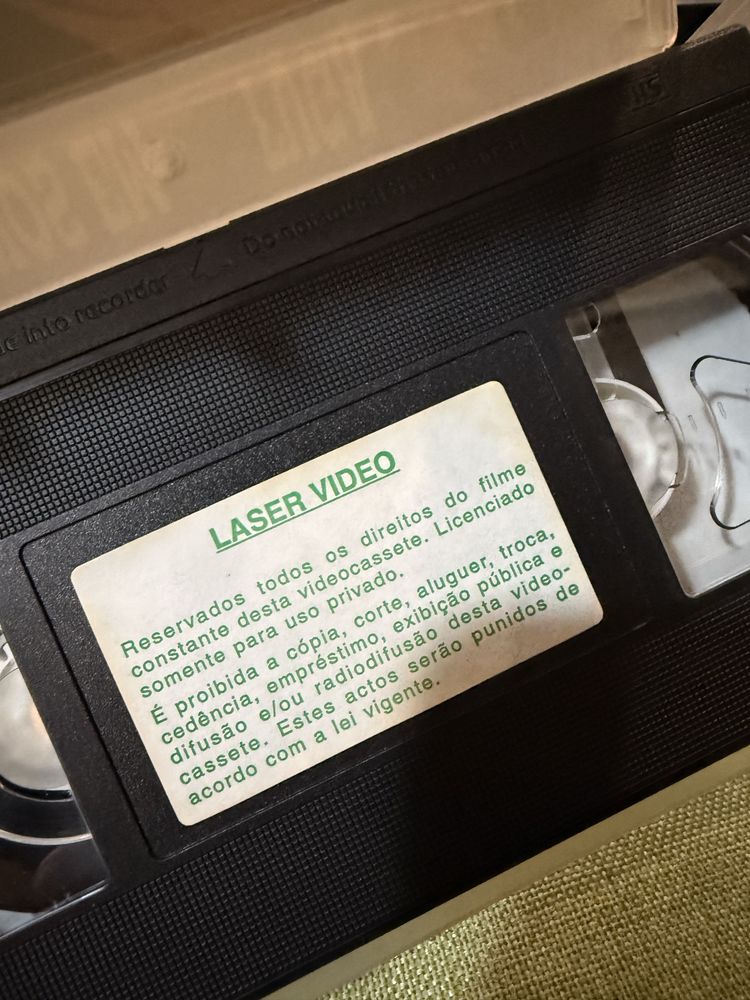 VHS
Do not
into recorder
LASER VIDEO
Reservados todos os direitos do filme
constante desta videocassete. Licenciado
somente para uso privado.
É proibida a cópia, corte, aluguer, troca,
cedência, empréstimo, exibição pública e
difusão e/ou radiodifusão desta video-
cassete. Estes actos serão punidos de
acordo com a lei vigente.